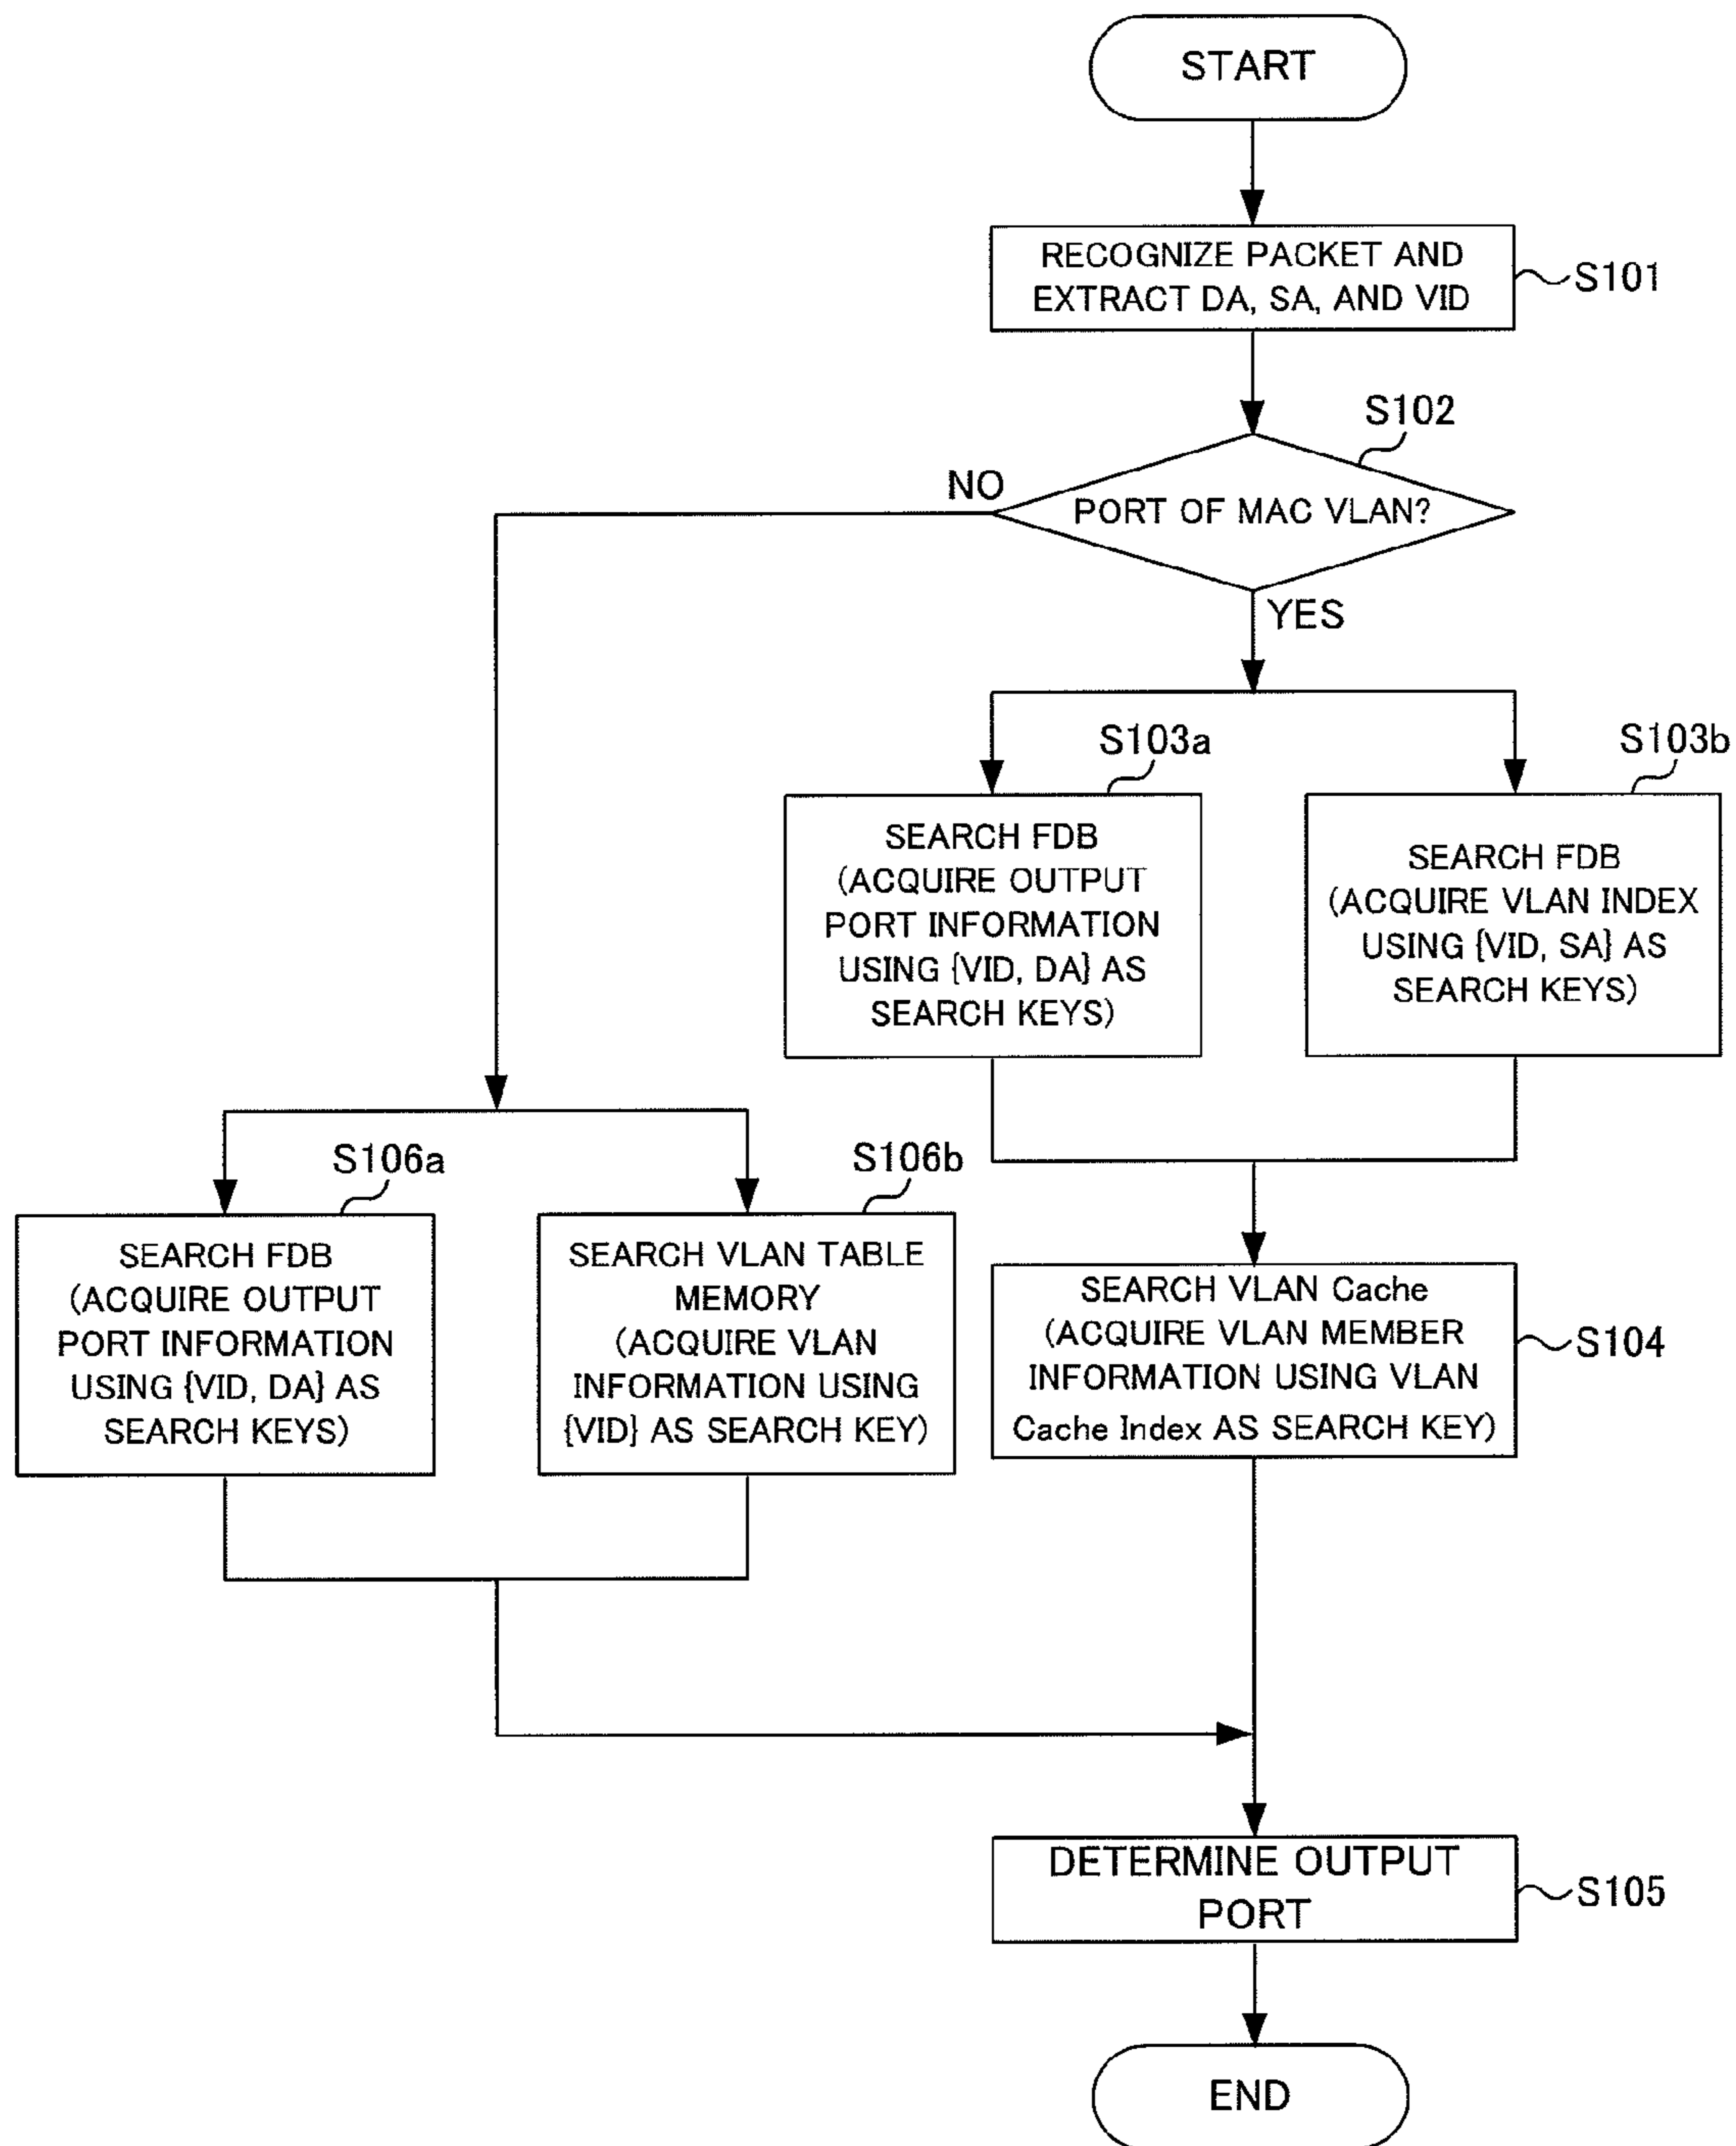 START
RECOGNIZE PACKET AND
EXTRACT DA, SA, AND VID
S101
S102
NO
PORT OF MAC VLAN?
YES
S103a
S103b
SEARCH FDB
(ACQUIRE OUTPUT
PORT INFORMATION
USING {VID, DA} AS
SEARCH KEYS)
SEARCH FDB
(ACQUIRE VLAN INDEX
USING {VID, SA} AS
SEARCH KEYS)
S106a
S106b
SEARCH FDB
(ACQUIRE OUTPUT
PORT INFORMATION
USING {VID, DA} AS
SEARCH KEYS)
SEARCH VLAN TABLE
MEMORY
(ACQUIRE VLAN
INFORMATION USING
{VID} AS SEARCH KEY)
SEARCH VLAN Cache
(ACQUIRE VLAN MEMBER
INFORMATION USING VLAN
Cache Index AS SEARCH KEY)
S104
DETERMINE OUTPUT
PORT
S105
END